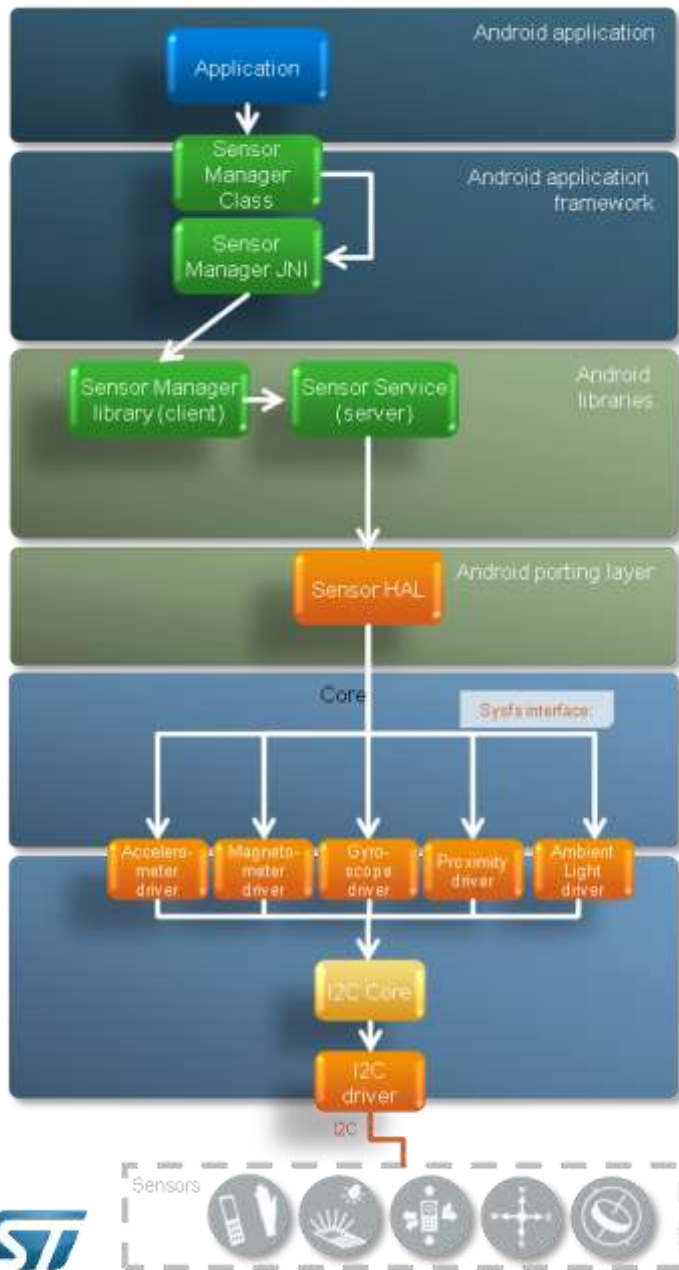 Android application
Application
Sensor
Manager
Class
Android application
framework
Sensor
Manager JNI
Sensor Manager
library (client)
Sensor Service
(server)
Android
libraries
Sensor HAL
Android porting layer
Core
Sysfs interface:
Accelero-
meter
driver
Magneto-
meter
driver
Gyro-
scope
driver
Proximity
driver
Ambient
Light
driver
I2C Core
I2C
driver
I2C
Sensors
ST